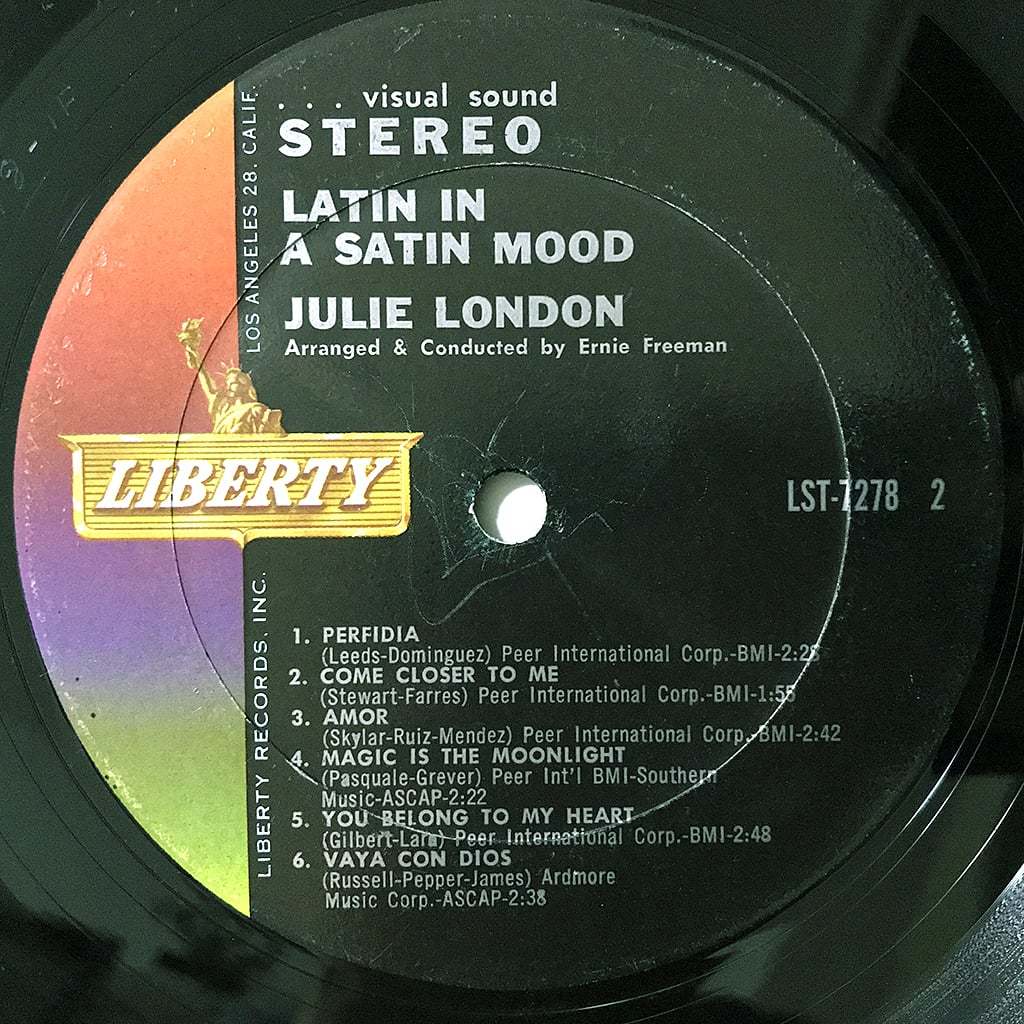 . . . visual sound
STEREO
LATIN IN
A SATIN MOOD
JULIE LONDON
Arranged & Conducted by Ernie Freeman
LOS ANGELES 28, CALIF.
LIBERTY
LST-7278 2
LIBERTY RECORDS, INC.
1. PERFIDIA
(Leeds-Dominguez) Peer International Corp.-BMI-2:28
2. COME CLOSER TO ME
(Stewart-Farres) Peer International Corp.-BMI-1:55
3. AMOR
(Skylar-Ruiz-Mendez) Peer International Corp.-BMI-2:42
4. MAGIC IS THE MOONLIGHT
(Pasquale-Grever) Peer Int'l BMI-Southern
Music-ASCAP-2:22
5. YOU BELONG TO MY HEART
(Gilbert-Lara) Peer International Corp.-BMI-2:48
6. VAYA CON DIOS
(Russell-Pepper-James) Ardmore
Music Corp.-ASCAP-2:38